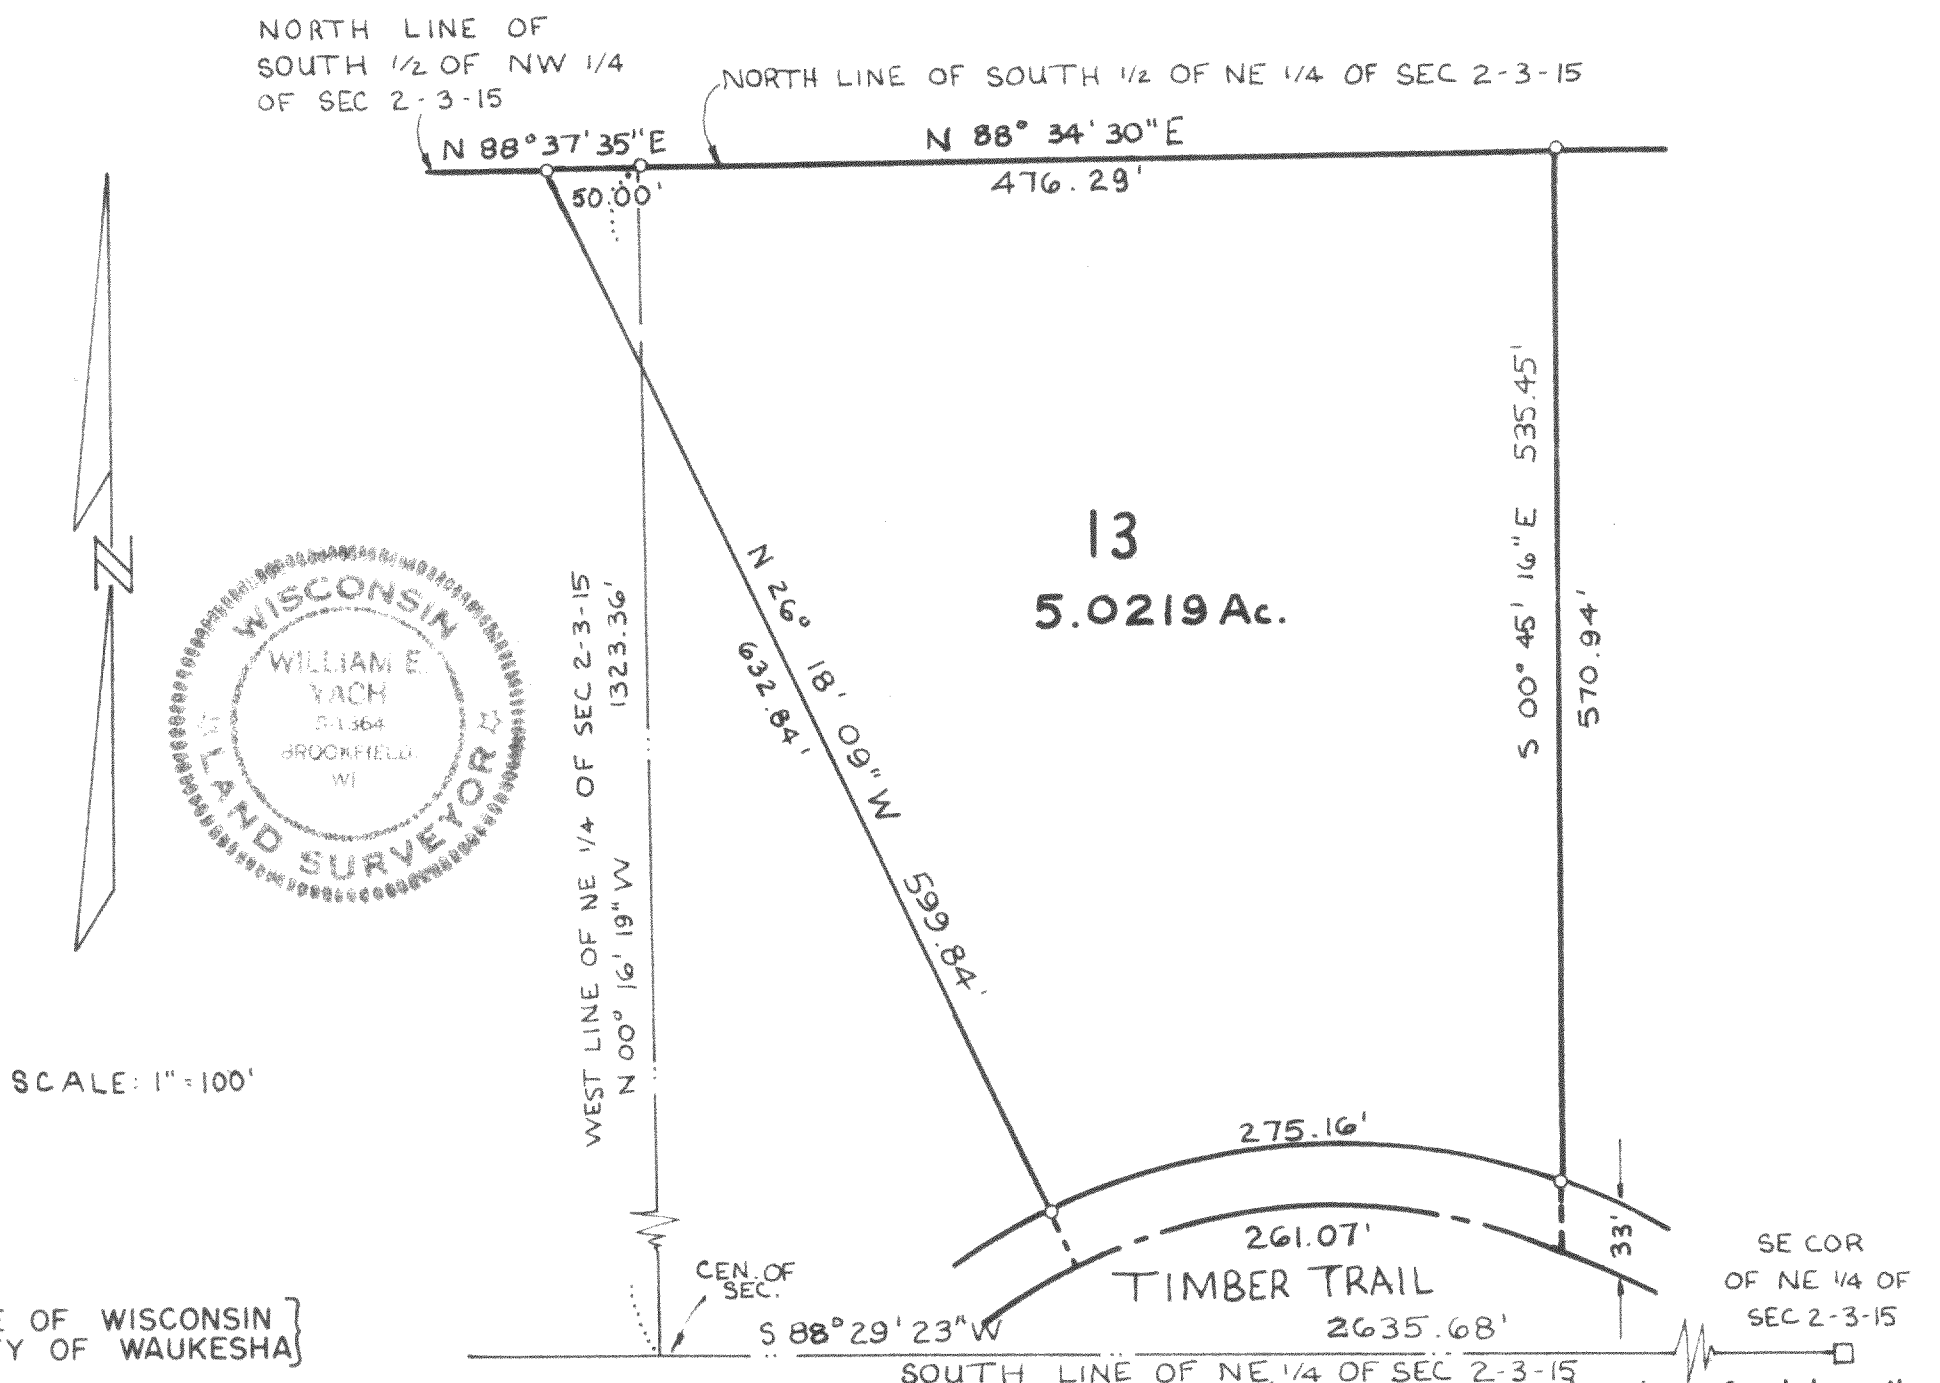 NORTH LINE OF
SOUTH 1/2 OF NW 1/4
OF SEC 2-3-15
NORTH LINE OF SOUTH 1/2 OF NE 1/4 OF SEC 2-3-15
N 88° 37' 35" E
N 88° 34' 30" E
50.00'
476.29'
S 00° 45' 16" E 535.45'
570.94'
13
5.0219 Ac.
N 26° 18' 09" W 599.84'
632.84'
WEST LINE OF NE 1/4 OF SEC 2-3-15
N 00° 16' 19" W 1323.36'
N
WISCONSIN
WILLIAM E.
YACH
S-1364
BROOKFIELD,
WI
LAND SURVEYOR
SCALE: 1" = 100'
275.16'
261.07'
33'
TIMBER TRAIL
CEN. OF
SEC.
SE COR
OF NE 1/4 OF
SEC 2-3-15
S 88° 29' 23" W
2635.68'
SOUTH LINE OF NE 1/4 OF SEC 2-3-15
E OF WISCONSIN
Y OF WAUKESHA